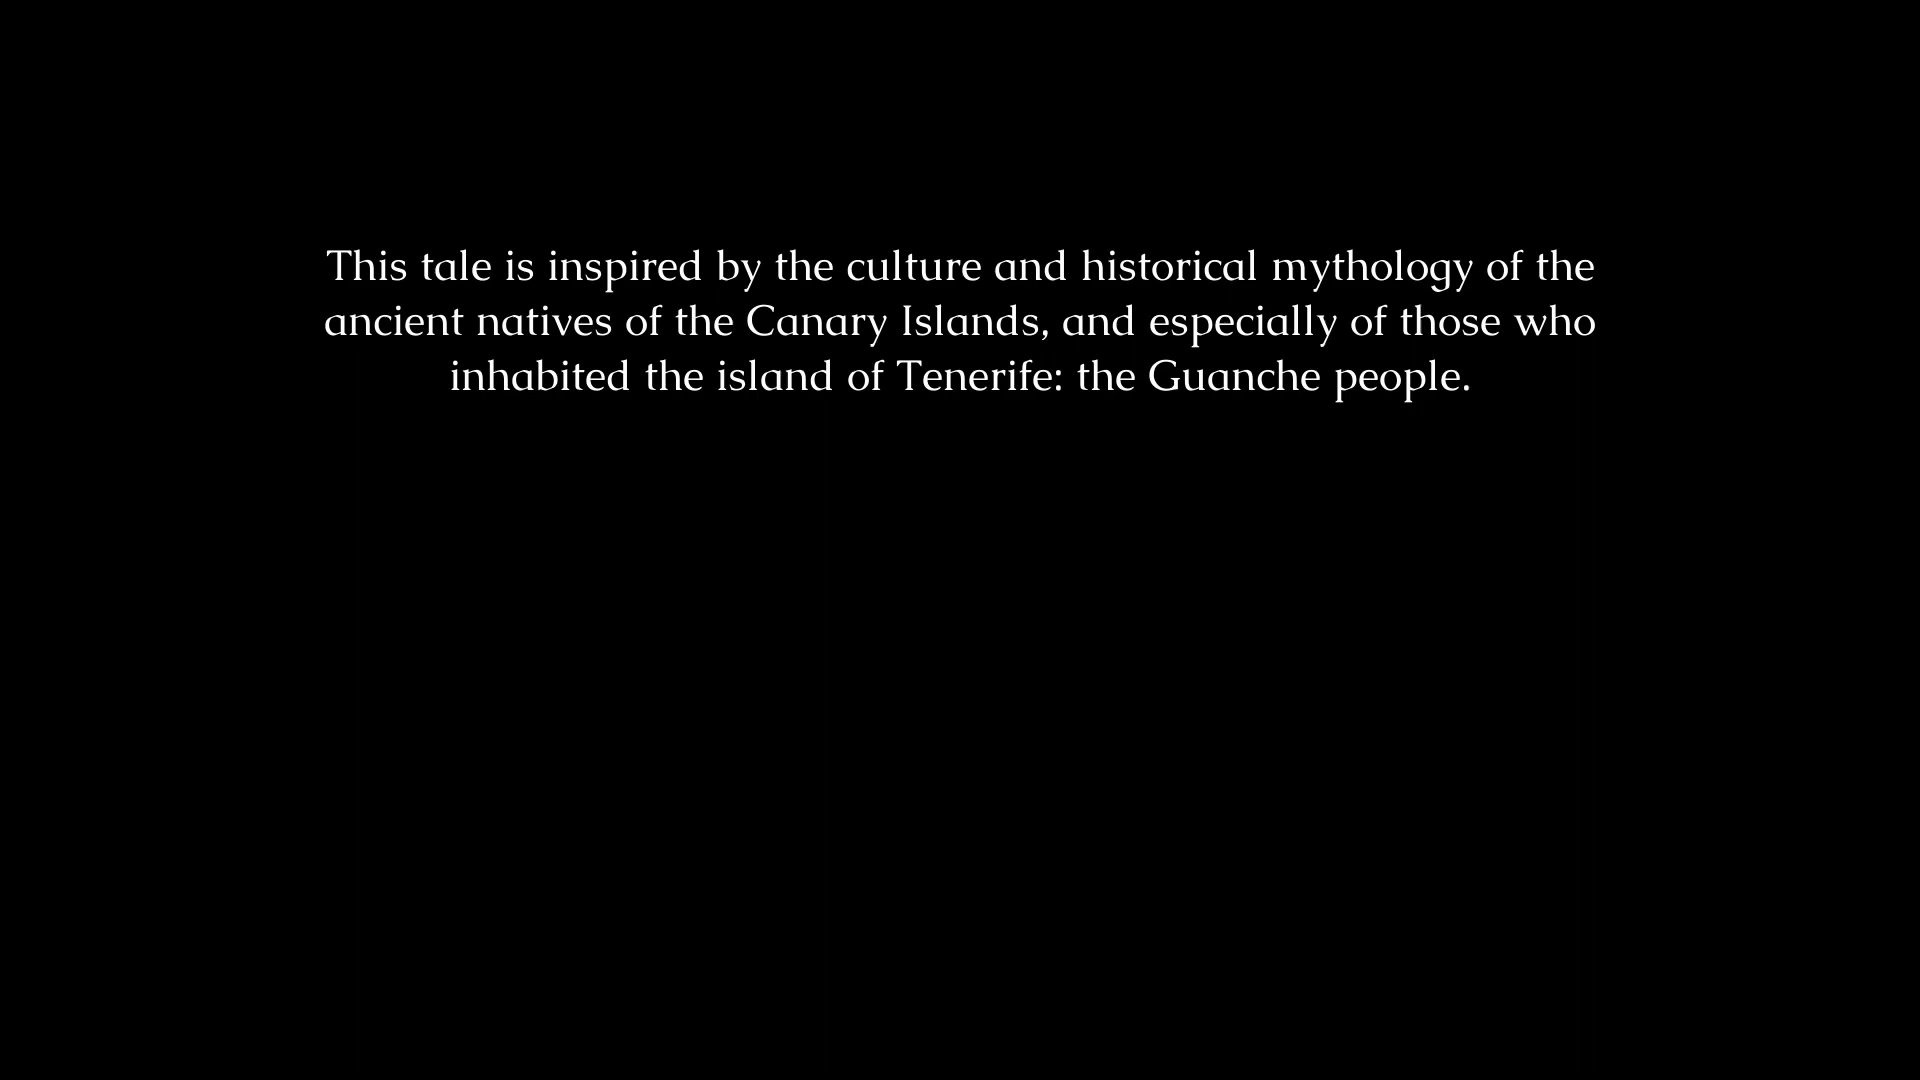 This tale is inspired by the culture and historical mythology of the
ancient natives of the Canary Islands, and especially of those who
inhabited the island of Tenerife: the Guanche people.